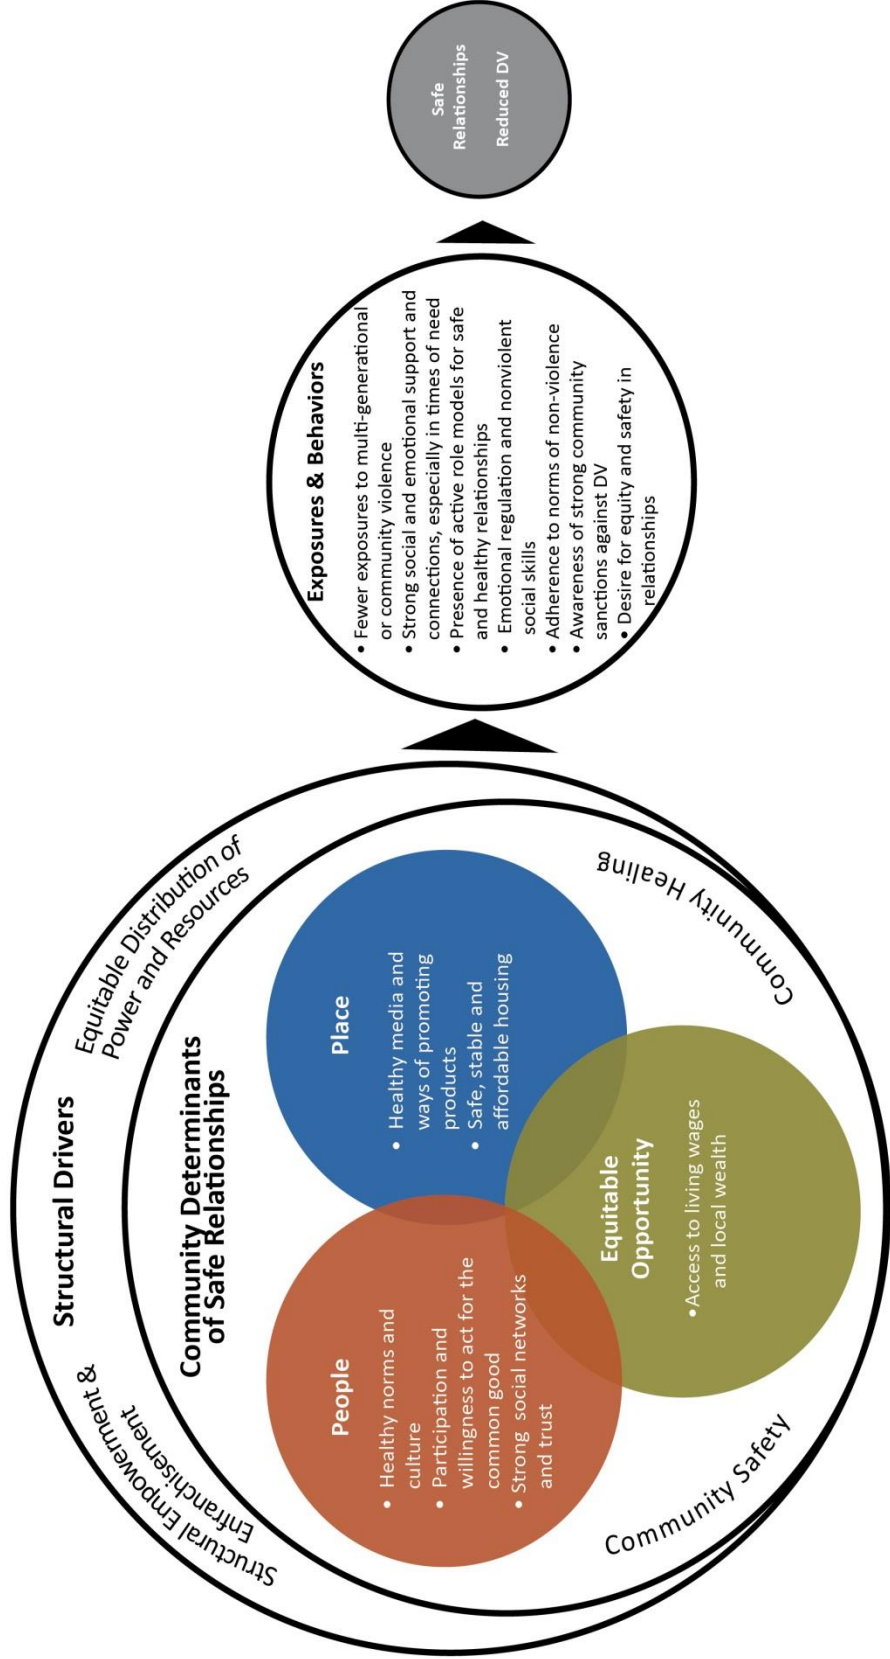 Structural Drivers
Structural Empowerment &
Enfranchisement
Equitable Distribution of
Power and Resources
Community Determinants
of Safe Relationships
People
• Healthy norms and
culture
• Participation and
willingness to act for the
common good
• Strong social networks
and trust
Place
• Healthy media and
ways of promoting
products
• Safe, stable and
affordable housing
Equitable
Opportunity
•Access to living wages
and local wealth
Community Safety
Community Healing
Exposures & Behaviors
• Fewer exposures to multi-generational
or community violence
• Strong social and emotional support and
connections, especially in times of need
• Presence of active role models for safe
and healthy relationships
• Emotional regulation and nonviolent
social skills
• Adherence to norms of non-violence
• Awareness of strong community
sanctions against DV
• Desire for equity and safety in
relationships
Safe
Relationships
Reduced DV